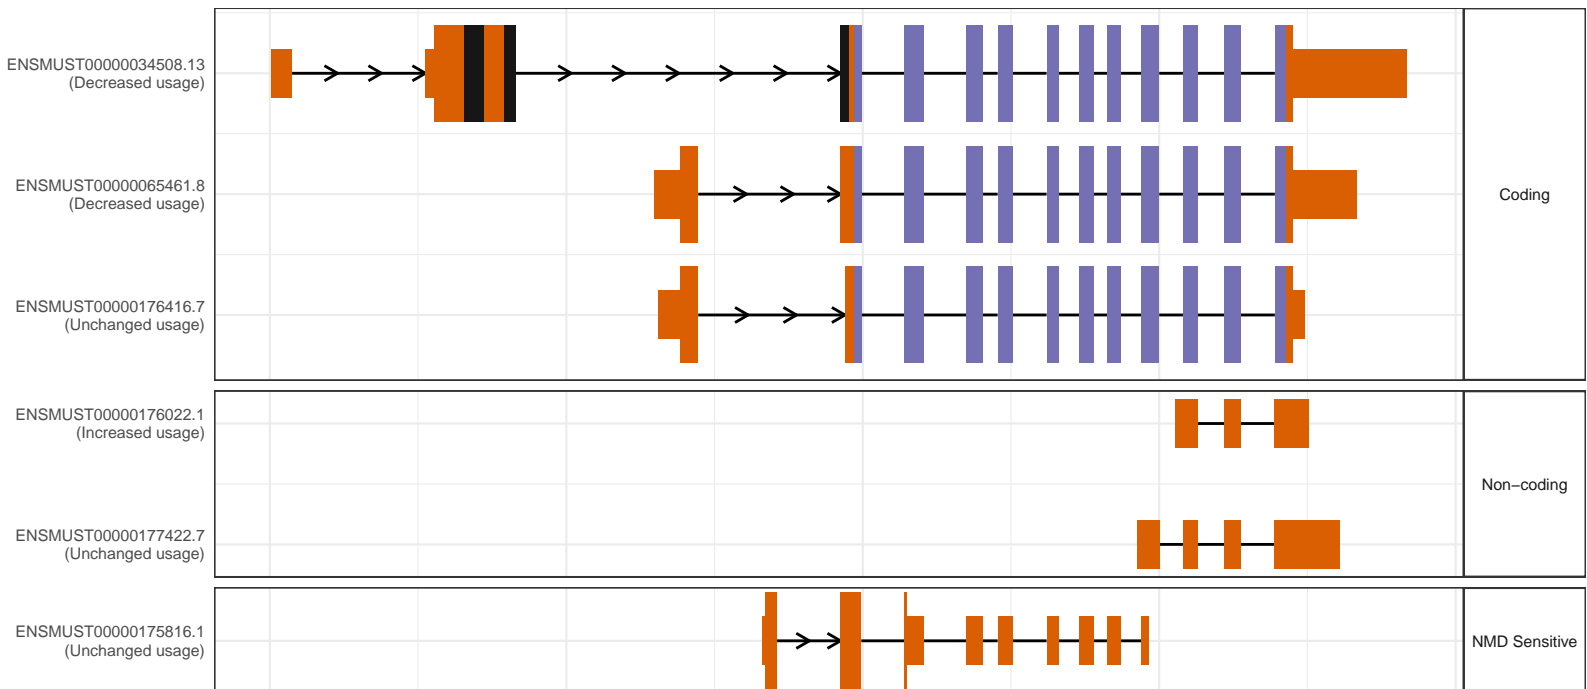 ENSMUST00000034508.13
(Decreased usage)
ENSMUST00000065461.8
(Decreased usage)
Coding
ENSMUST00000176416.7
(Unchanged usage)
ENSMUST00000176022.1
(Increased usage)
Non−coding
ENSMUST00000177422.7
(Unchanged usage)
ENSMUST00000175816.1
(Unchanged usage)
NMD Sensitive